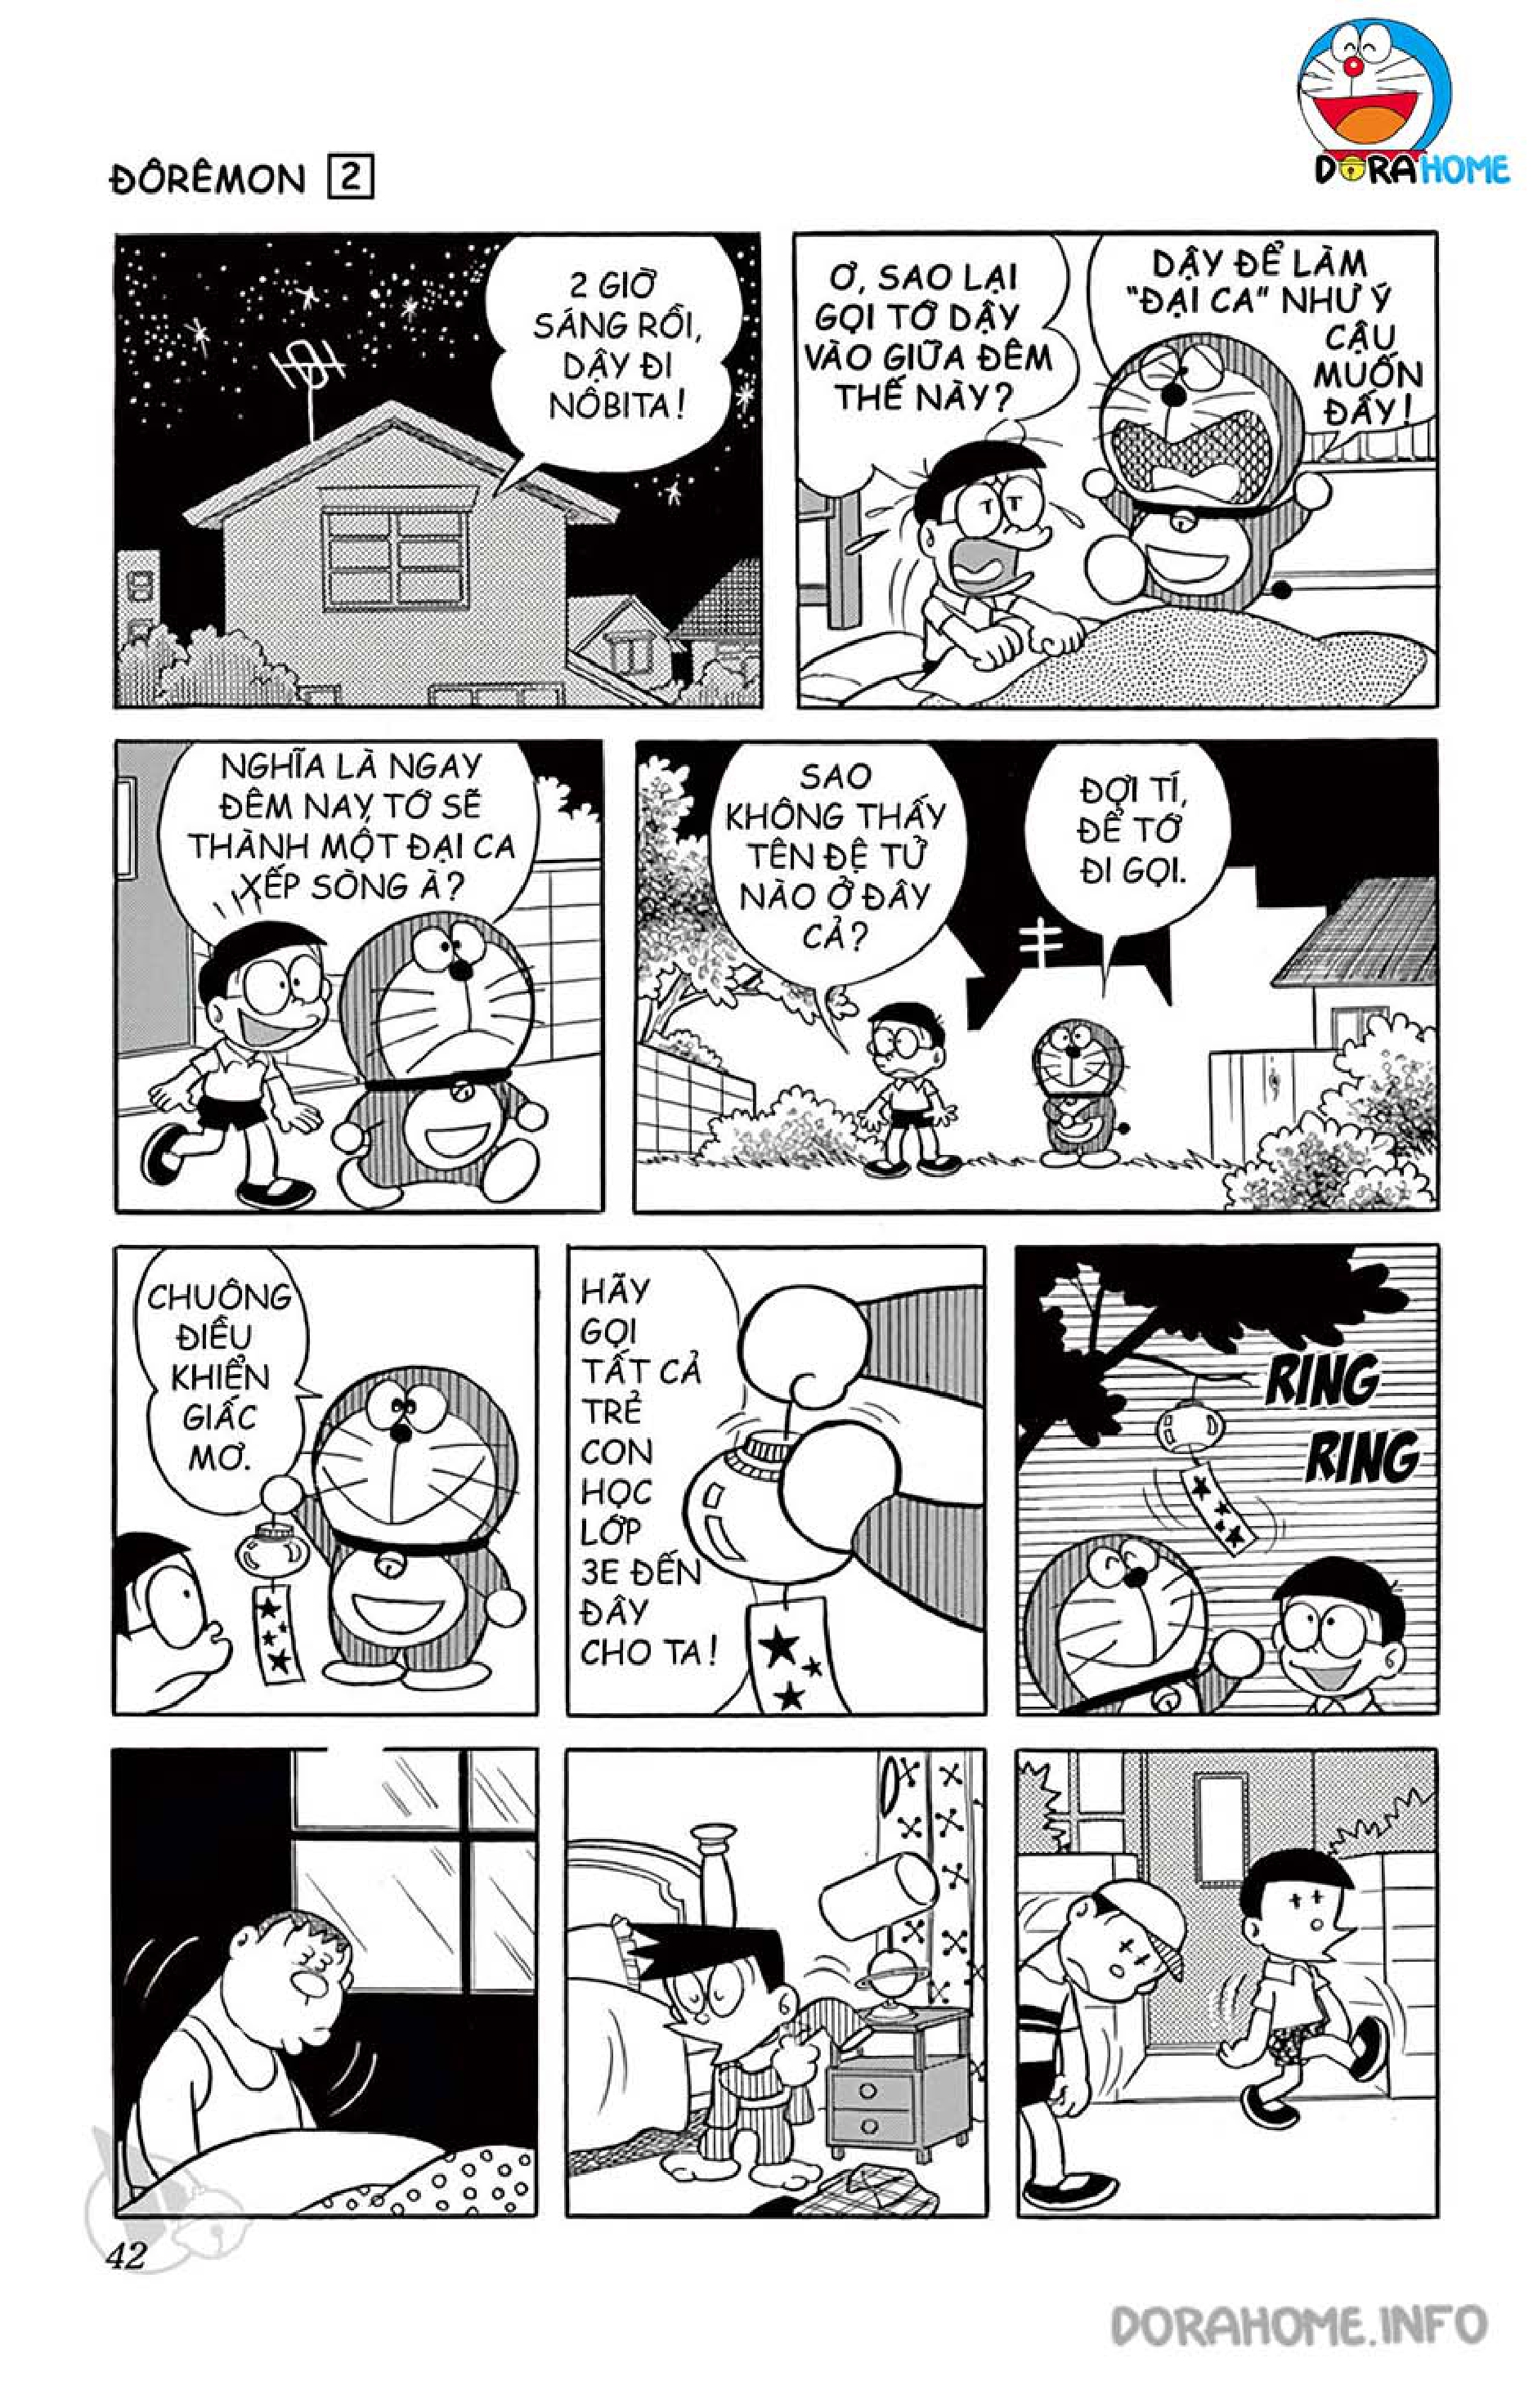 DORAHOME
ĐÔRÊMON 2
2 GIỜ
SÁNG RỒI,
DẬY ĐI
NÔBITA!
Ơ, SAO LẠI
GỌI TỚ DẬY
VÀO GIỮA ĐÊM
THẾ NÀY?
DẬY ĐỂ LÀM
"ĐẠI CA" NHƯ Ý
CẬU
MUỐN
ĐẤY!
NGHĨA LÀ NGAY
ĐÊM NAY, TỚ SẼ
THÀNH MỘT ĐẠI CA
XẾP SÒNG À?
SAO
KHÔNG THẤY
TÊN ĐỆ TỬ
NÀO Ở ĐÂY
CẢ?
ĐỢI TÍ,
ĐỂ TỚ
ĐI GỌI.
CHUÔNG
ĐIỀU
KHIỂN
GIẤC
MƠ.
HÃY
GỌI
TẤT CẢ
TRẺ
CON
HỌC
LỚP
3E ĐẾN
ĐÂY
CHO TA!
RING
RING
42
DORAHOME.INFO